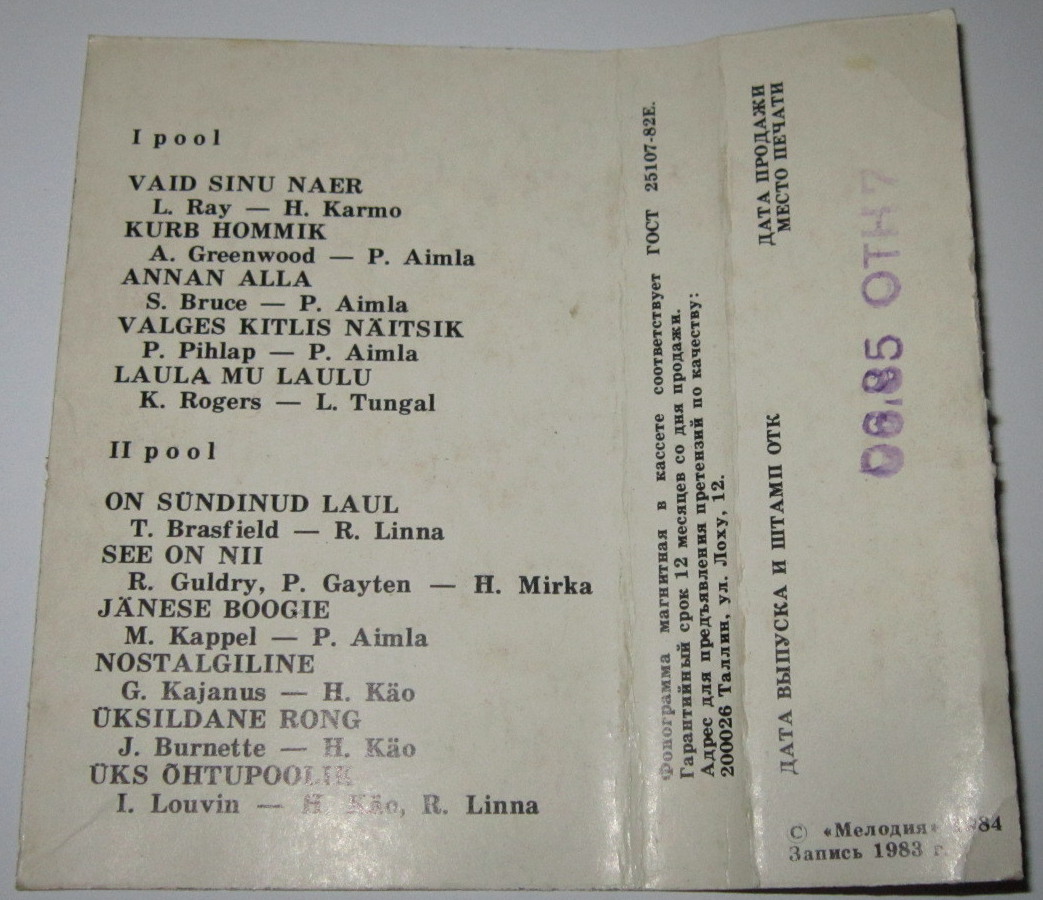 I pool
VAID SINU NAER
L. Ray — H. Karmo
KURB HOMMIK
A. Greenwood — P. Aimla
ANNAN ALLA
S. Bruce — P. Aimla
VALGES KITLIS NÄITSIK
P. Pihlap — P. Aimla
LAULA MU LAULU
K. Rogers — L. Tungal
II pool
ON SÜNDINUD LAUL
T. Brasfield — R. Linna
SEE ON NII
R. Guldry, P. Gayten — H. Mirka
JÄNESE BOOGIE
M. Kappel — P. Aimla
NOSTALGILINE
G. Kajanus — H. Käo
ÜKSILDANE RONG
J. Burnette — H. Käo
ÜKS ÕHTUPOOLIK
I. Louvin — H. Käo, R. Linna
Фонограмма магнитная в кассете соответствует ГОСТ 25107-82Е.
Гарантийный срок 12 месяцев со дня продажи.
Адрес для предъявления претензий по качеству:
200026 Таллин, ул. Лоху, 12.
ДАТА ВЫПУСКА И ШТАМП ОТК
ДАТА ПРОДАЖИ
МЕСТО ПЕЧАТИ
85 7
© «Мелодия» 1984
Запись 1983 г.